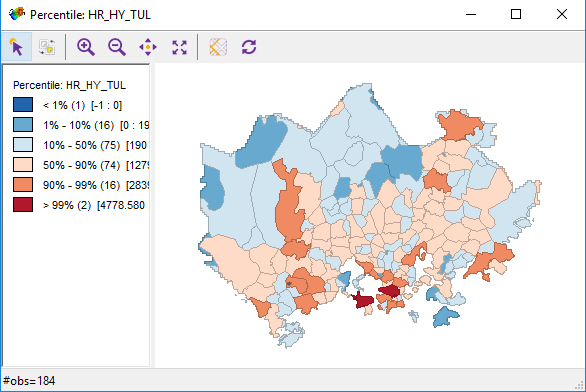 Percentile: HR_HY_TUL
Percentile: HR_HY_TUL
< 1% (1) [-1 : 0]
1% - 10% (16) [0 : 19
10% - 50% (75) [190
50% - 90% (74) [1279
90% - 99% (16) [2839
> 99% (2) [4778.580
#obs=184